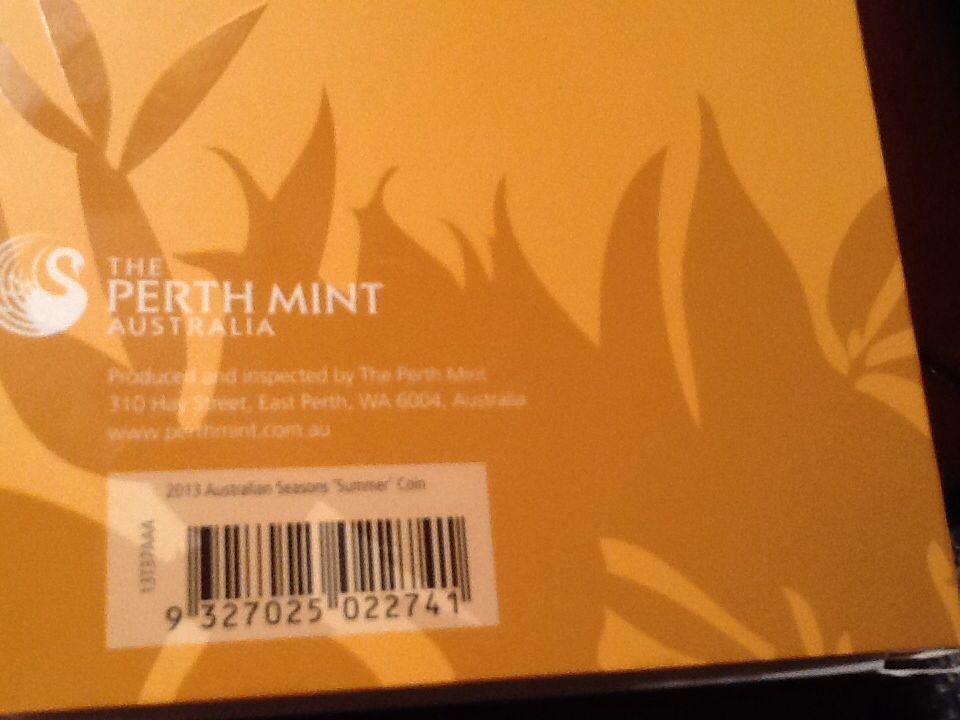 THE
PERTH MINT
AUSTRALIA
Produced and inspected by The Perth Mint
310 Hay Street, East Perth, WA 6004, Australia
www.perthmint.com.au
2013 Australian Seasons 'Summer' Coin
13T37AAA
9 327025 022741